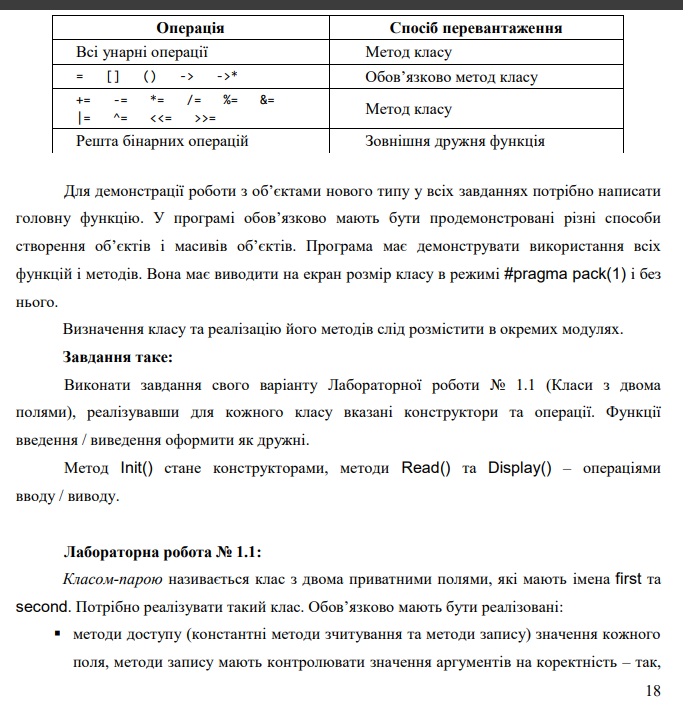 Операція Спосіб перевантаження
Всі унарні операції Метод класу
= [] () -> ->* Обов’язково метод класу
+= -= *= /= %= &=
|= ^= <<= >>= Метод класу
Решта бінарних операцій Зовнішня дружня функція
Для демонстрації роботи з об’єктами нового типу у всіх завданнях потрібно написати
головну функцію. У програмі обов’язково мають бути продемонстровані різні способи
створення об’єктів і масивів об’єктів. Програма має демонструвати використання всіх
функцій і методів. Вона має виводити на екран розмір класу в режимі #pragma pack(1) і без
нього.
Визначення класу та реалізацію його методів слід розмістити в окремих модулях.
Завдання таке:
Виконати завдання свого варіанту Лабораторної роботи № 1.1 (Класи з двома
полями), реалізувавши для кожного класу вказані конструктори та операції. Функції
введення / виведення оформити як дружні.
Метод Init() стане конструкторами, методи Read() та Display() – операціями
вводу / виводу.
Лабораторна робота № 1.1:
Класом-парою називається клас з двома приватними полями, які мають імена first та
second. Потрібно реалізувати такий клас. Обов’язково мають бути реалізовані:
▪ методи доступу (константні методи зчитування та методи запису) значення кожного
поля, методи запису мають контролювати значення аргументів на коректність – так,
18